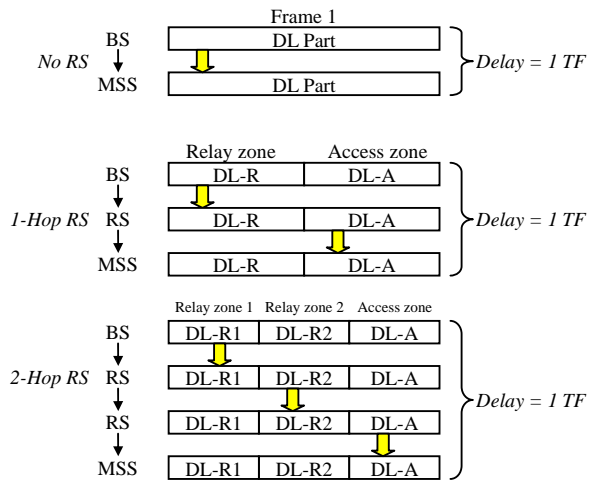 Frame 1
BS DL Part
No RS Delay = 1 TF
MSS DL Part
Relay zone Access zone
BS DL-R DL-A
1-Hop RS RS DL-R DL-A Delay = 1 TF
MSS DL-R DL-A
Relay zone 1 Relay zone 2 Access zone
BS DL-R1 DL-R2 DL-A
2-Hop RS RS DL-R1 DL-R2 DL-A
Delay = 1 TF
RS DL-R1 DL-R2 DL-A
MSS DL-R1 DL-R2 DL-A